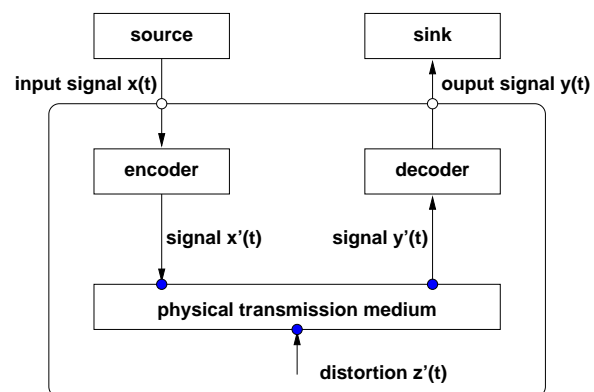 source
sink
input signal x(t)
ouput signal y(t)
encoder
decoder
signal x'(t)
signal y'(t)
physical transmission medium
distortion z'(t)